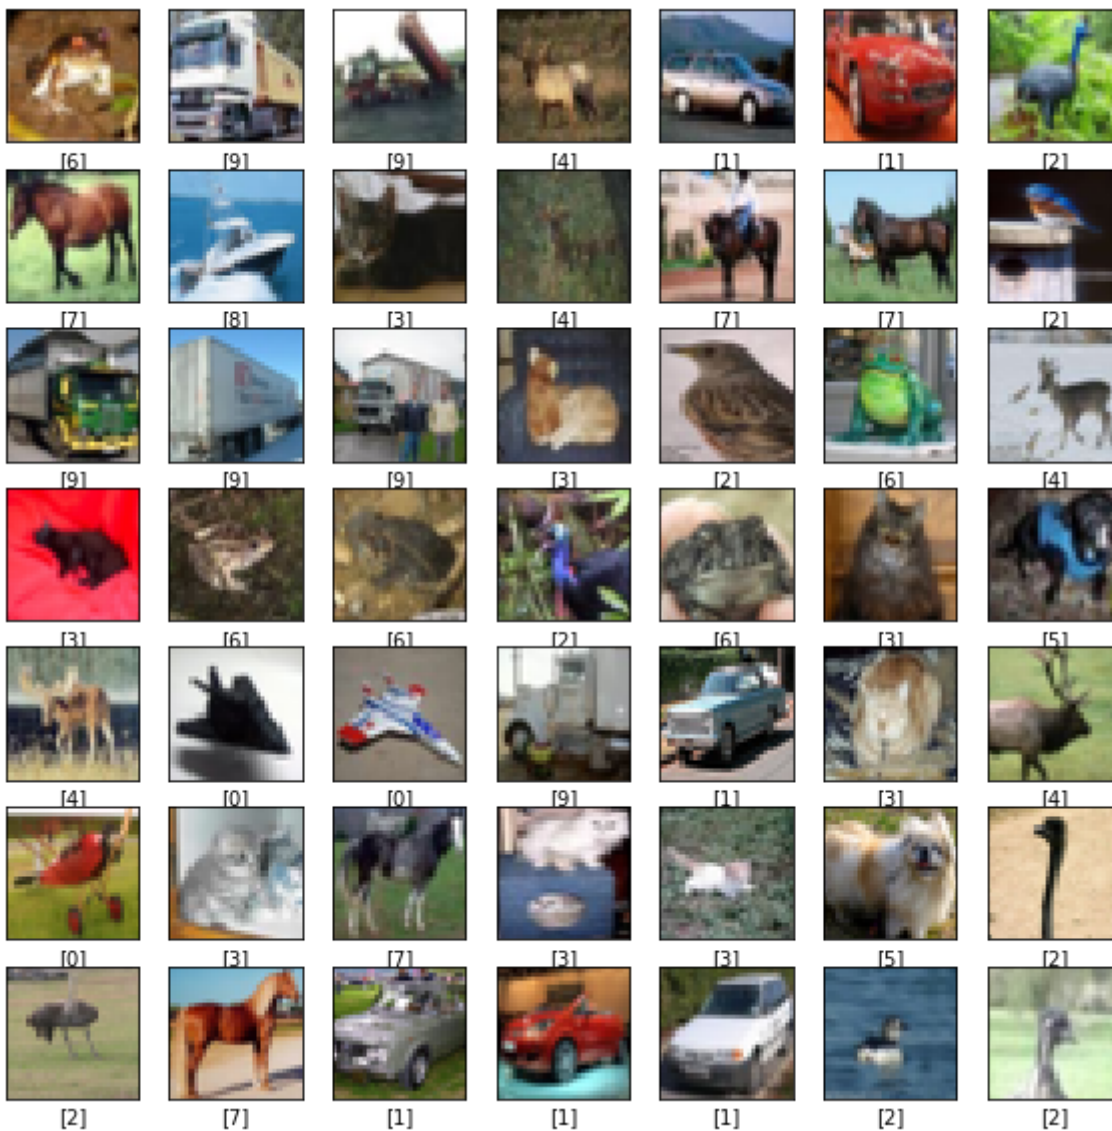 [6] [9] [9] [4] [1] [1] [2]
[7] [8] [3] [4] [7] [7] [2]
[9] [9] [9] [3] [2] [6] [4]
[3] [6] [6] [2] [6] [3] [5]
[4] [0] [0] [9] [1] [3] [4]
[0] [3] [7] [3] [3] [5] [2]
[2] [7] [1] [1] [1] [2] [2]